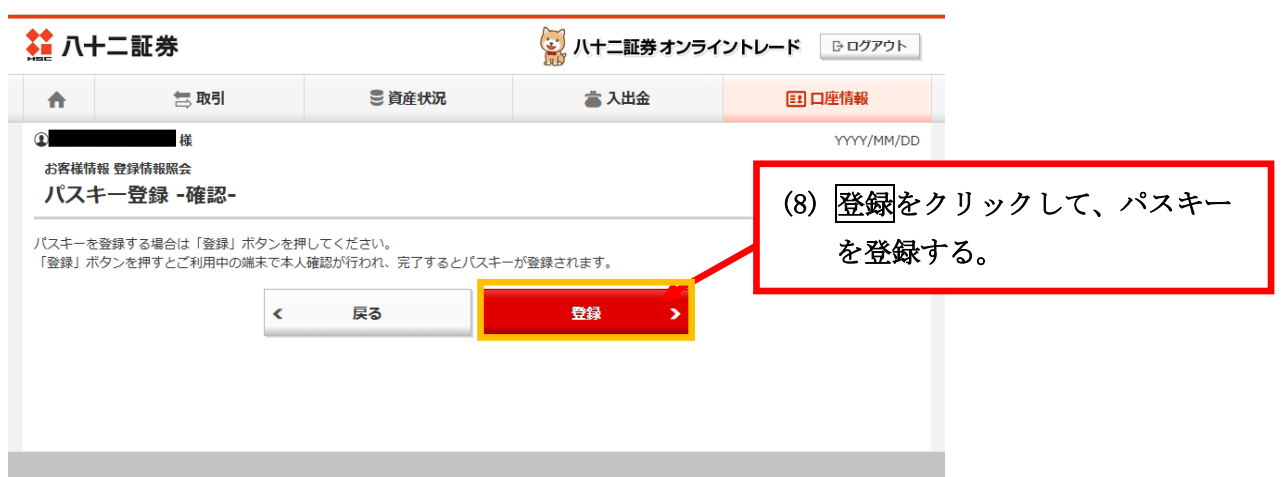 HSC 八十二証券
八十二証券 オンライントレード
ログアウト
取引
資産状況
入出金
口座情報
様
YYYY/MM/DD
お客様情報 登録情報照会
パスキー登録 -確認-
パスキーを登録する場合は「登録」ボタンを押してください。
「登録」ボタンを押すとご利用中の端末で本人確認が行われ、完了するとパスキーが登録されます。
戻る
登録
(8) 登録をクリックして、パスキー
を登録する。